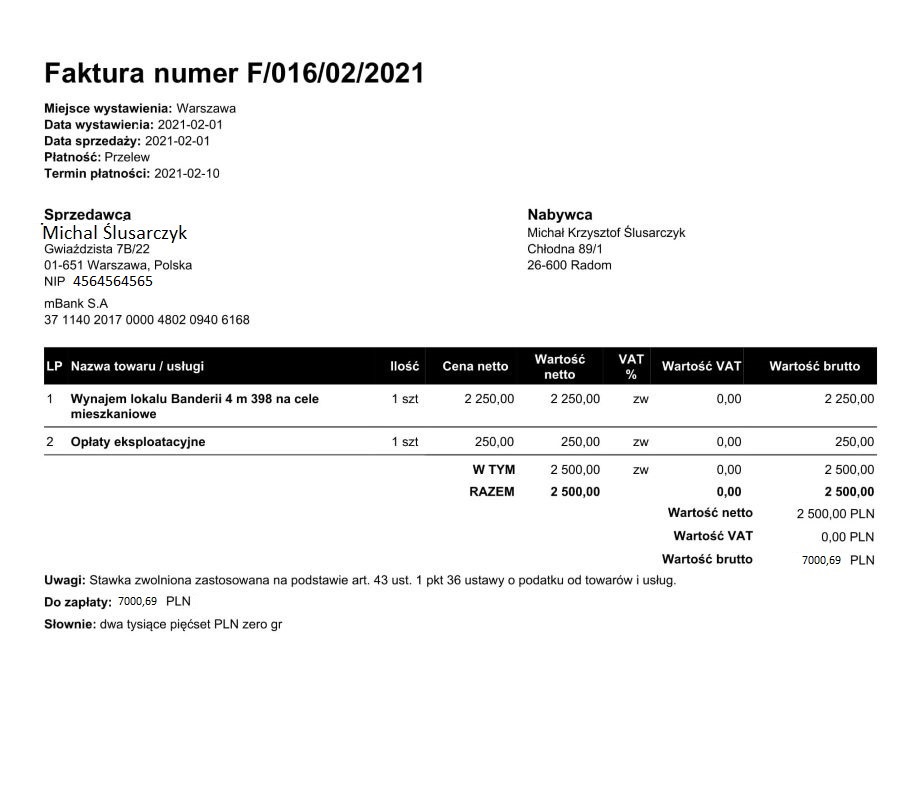 Faktura numer F/016/02/2021
Miejsce wystawienia: Warszawa
Data wystawienia: 2021-02-01
Data sprzedaży: 2021-02-01
Płatność: Przelew
Termin płatności: 2021-02-10
Sprzedawca
Michal Ślusarczyk
Gwiaździsta 7B/22
01-651 Warszawa, Polska
NIP 4564564565
mBank S.A
37 1140 2017 0000 4802 0940 6168
Nabywca
Michał Krzysztof Ślusarczyk
Chłodna 89/1
26-600 Radom
LP Nazwa towaru / usługi Ilość Cena netto Wartość netto VAT % Wartość VAT Wartość brutto
1 Wynajem lokalu Banderii 4 m 398 na cele 1 szt 2 250,00 2 250,00 zw 0,00 2 250,00
mieszkaniowe
2 Opłaty eksploatacyjne 1 szt 250,00 250,00 zw 0,00 250,00
W TYM 2 500,00 zw 0,00 2 500,00
RAZEM 2 500,00 0,00 2 500,00
Wartość netto 2 500,00 PLN
Wartość VAT 0,00 PLN
Wartość brutto 7000,69 PLN
Uwagi: Stawka zwolniona zastosowana na podstawie art. 43 ust. 1 pkt 36 ustawy o podatku od towarów i usług.
Do zapłaty: 7000,69 PLN
Słownie: dwa tysiące pięćset PLN zero gr